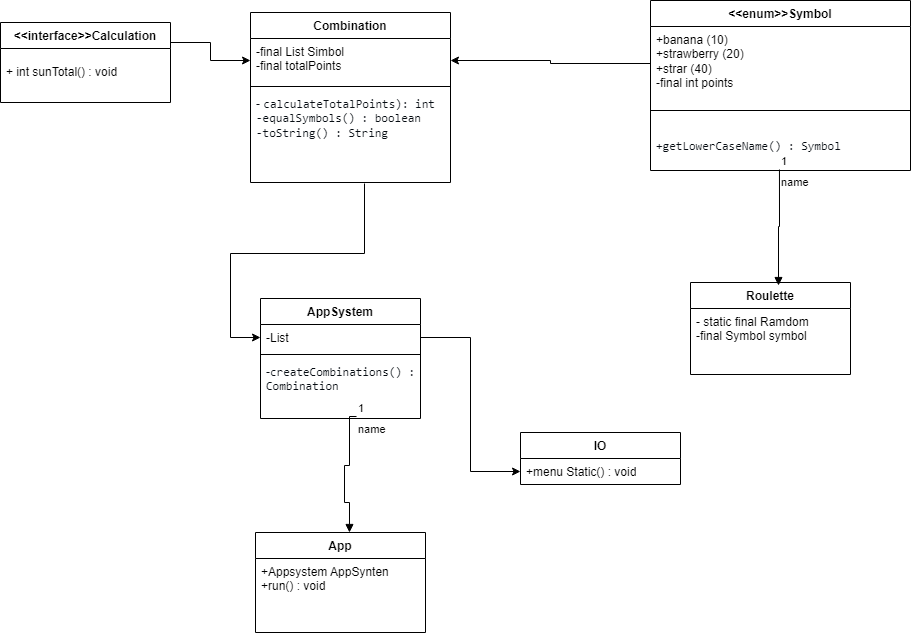 <<interface>>Calculation
+ int sunTotal() : void
Combination
-final List Simbol
-final totalPoints
- calculateTotalPoints): int
-equalSymbols() : boolean
-toString() : String
<<enum>>Symbol
+banana (10)
+strawberry (20)
+strar (40)
-final int points
+getLowerCaseName() : Symbol
1
name
Roulette
- static final Ramdom
-final Symbol symbol
AppSystem
-List
-createCombinations() :
Combination
1
name
IO
+menu Static() : void
App
+Appsystem AppSynten
+run() : void